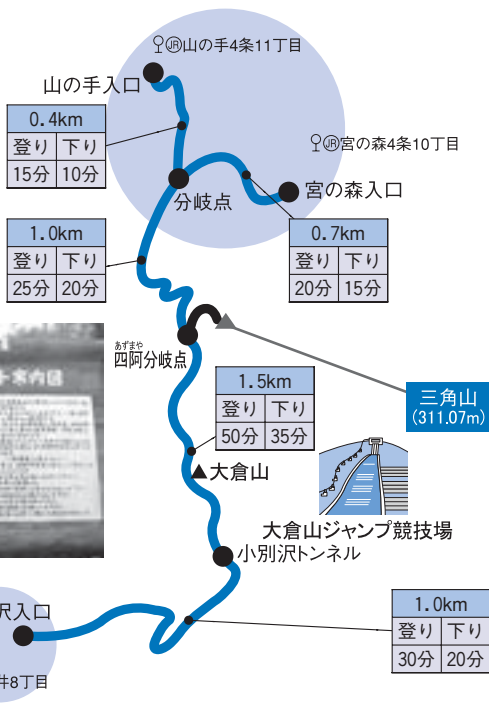 JR山の手4条11丁目
山の手入口
0.4km
登り 下り
15分 10分
JR宮の森4条10丁目
宮の森入口
分岐点
1.0km
登り 下り
25分 20分
0.7km
登り 下り
20分 15分
あずまや
四阿分岐点
三角山
(311.07m)
1.5km
登り 下り
50分 35分
大倉山
大倉山ジャンプ競技場
小別沢トンネル
沢入口
1.0km
登り 下り
30分 20分
8丁目